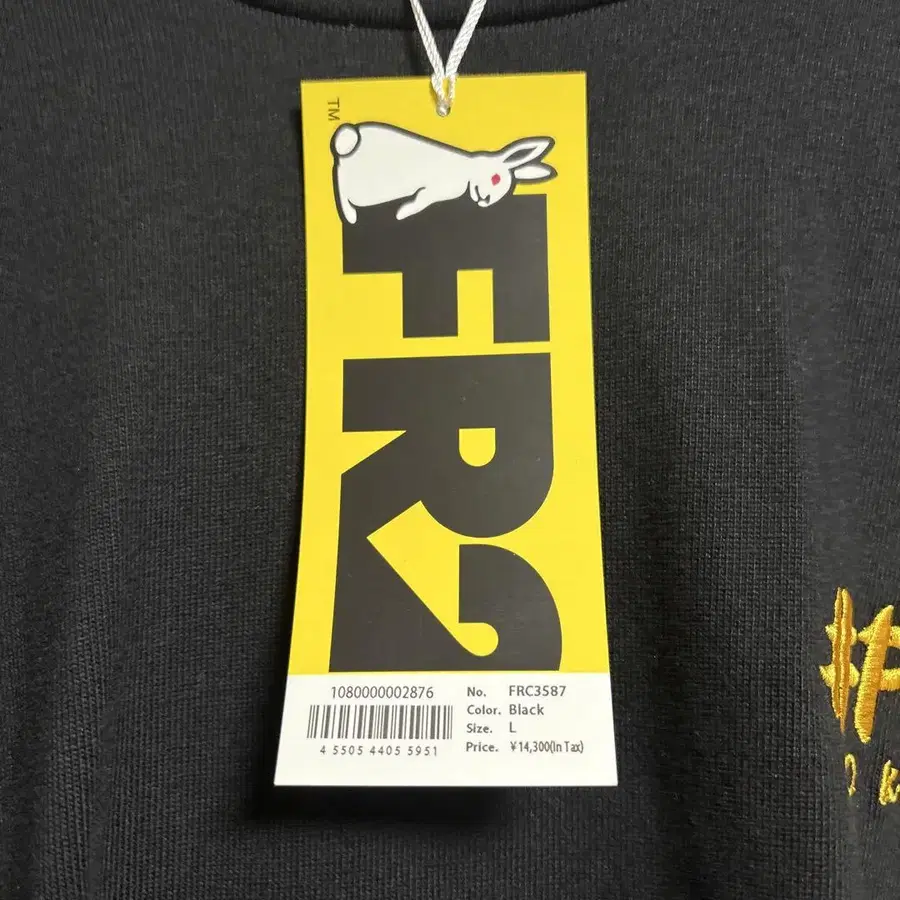 TM
FR2
1080000002876
4 5505 4405 5951
No. FRC3587
Color. Black
Size. L
Price. ¥14,300(In Tax)
#